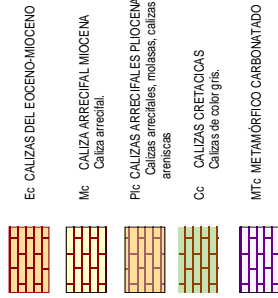 Ec CALIZAS DEL EOCENO-MIOCENO
Mc CALIZA ARRECIFAL MIOCENA
Caliza arrecifal.
Plc CALIZAS ARRECIFALES PLIOCENA
Calizas arrecifales, molasas, calizas
areniscas
Cc CALIZAS CRETACICAS
Calizas de color gris.
MTc METAMÓRFICO CARBONATADO